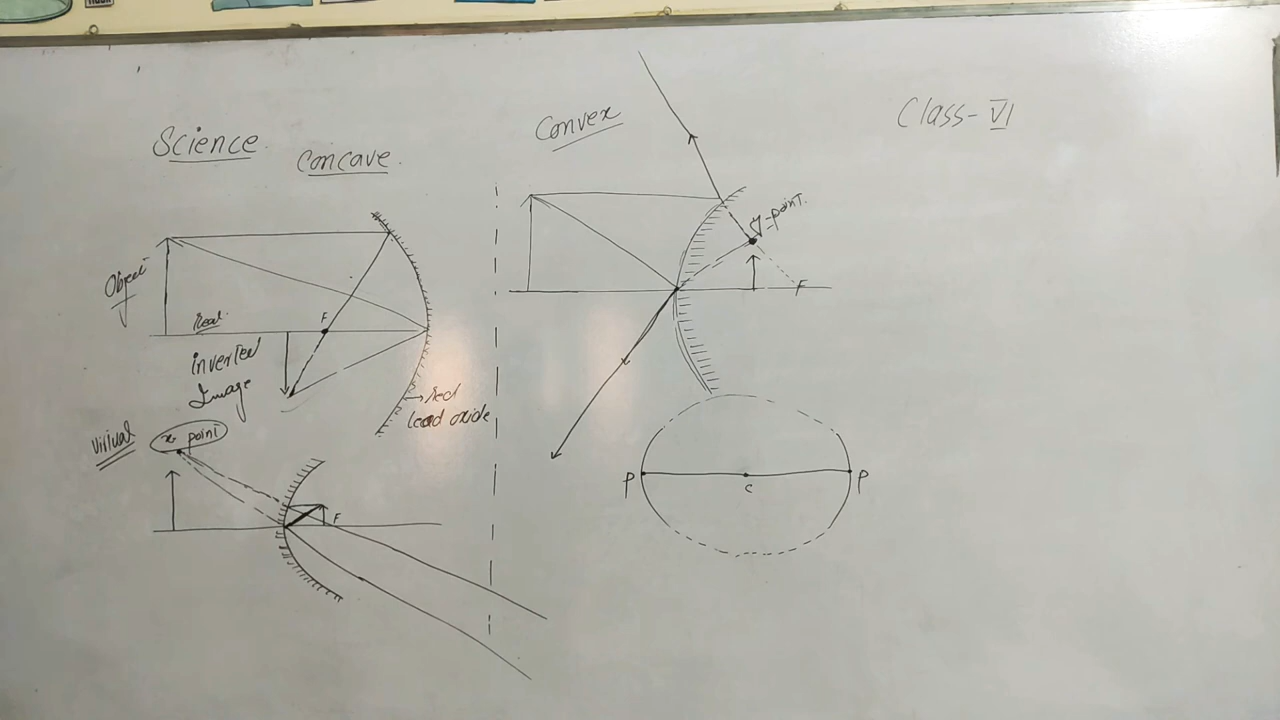 Science
Concave.
Convex
Class-VI
Object
Real
F
inverted
Image
→ Red
lead oxide
Virtual
x point
F
y-point.
F
P
C
P